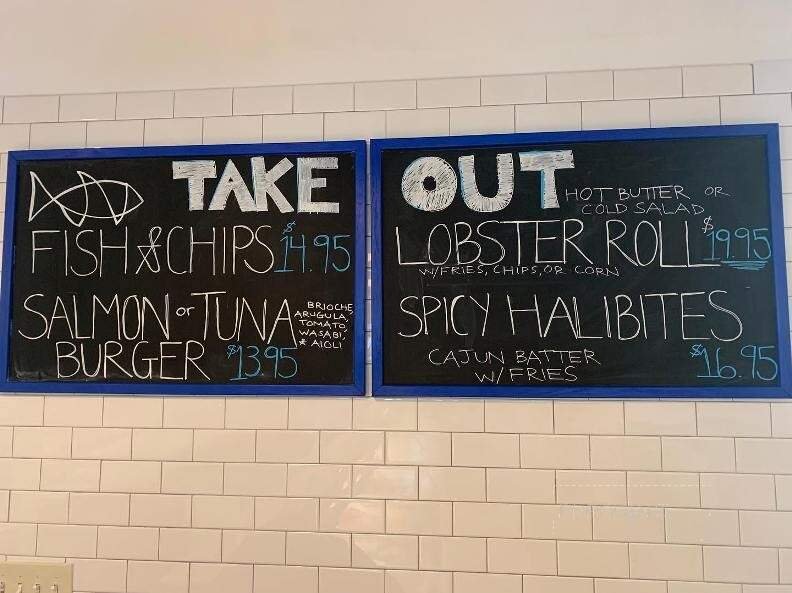 TAKE
FISH & CHIPS $14.95
SALMON or TUNA
BURGER $13.95
BRIOCHE,
ARUGULA,
TOMATO,
WASABI,
* AIOLI
OUT
HOT BUTTER OR
COLD SALAD
LOBSTER ROLL $19.95
W/FRIES, CHIPS, OR CORN
SPICY HALIBITES
CAJUN BATTER
W/ FRIES
$16.95